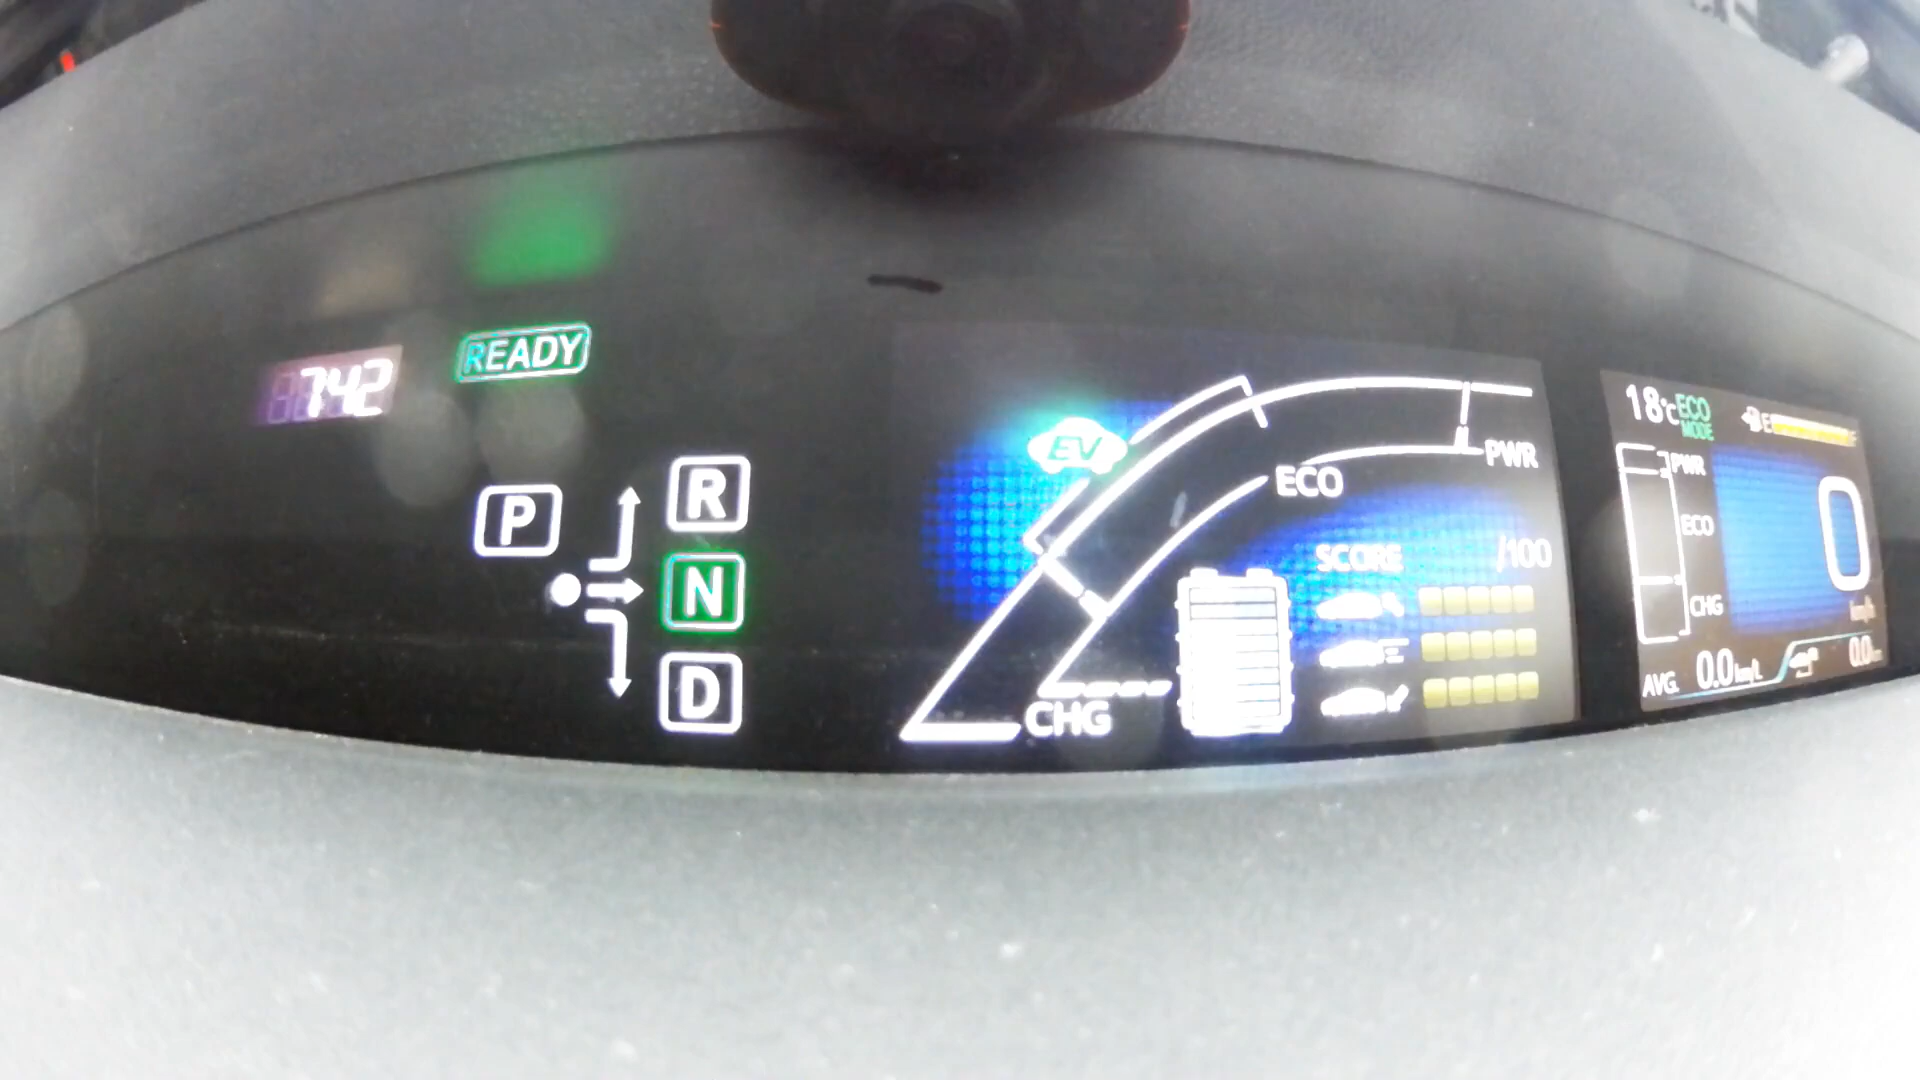 7:42
READY
P
R
N
D
EV
PWR
ECO
CHG
SCORE /100
18°C
ECO
MODE
E F
PWR
ECO
CHG
0
km/h
AVG. 0.0 km/L
0.0 km